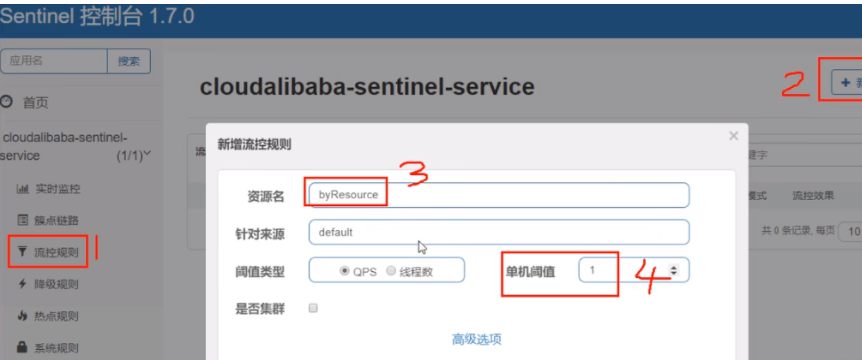 Sentinel 控制台 1.7.0
应用名 搜索
首页
cloudalibaba-sentinel-service (1/1)
实时监控
簇点链路
流控规则 1
降级规则
热点规则
系统规则
cloudalibaba-sentinel-service
2 +
流
新增流控规则 ×
资源名 byResource 3
针对来源 default
阈值类型 QPS 线程数 单机阈值 1 4
是否集群
高级选项
键字
模式 流控效果
共 0 条记录, 每页 10